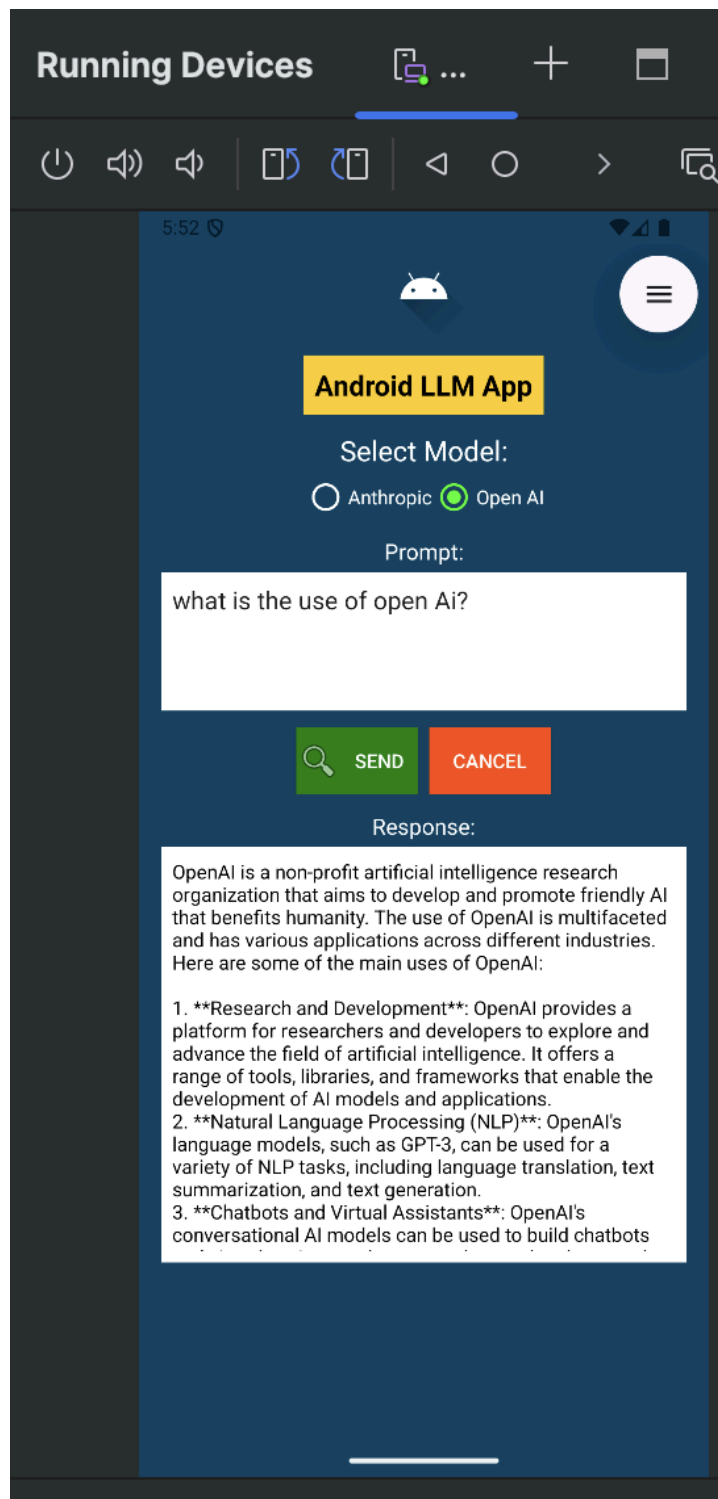 Running Devices
...
5:52
Android LLM App
Select Model:
Anthropic Open AI
Prompt:
what is the use of open Ai?
SEND CANCEL
Response:
OpenAI is a non-profit artificial intelligence research
organization that aims to develop and promote friendly AI
that benefits humanity. The use of OpenAI is multifaceted
and has various applications across different industries.
Here are some of the main uses of OpenAI:
1. **Research and Development**: OpenAI provides a
platform for researchers and developers to explore and
advance the field of artificial intelligence. It offers a
range of tools, libraries, and frameworks that enable the
development of AI models and applications.
2. **Natural Language Processing (NLP)**: OpenAI's
language models, such as GPT-3, can be used for a
variety of NLP tasks, including language translation, text
summarization, and text generation.
3. **Chatbots and Virtual Assistants**: OpenAI's
conversational AI models can be used to build chatbots